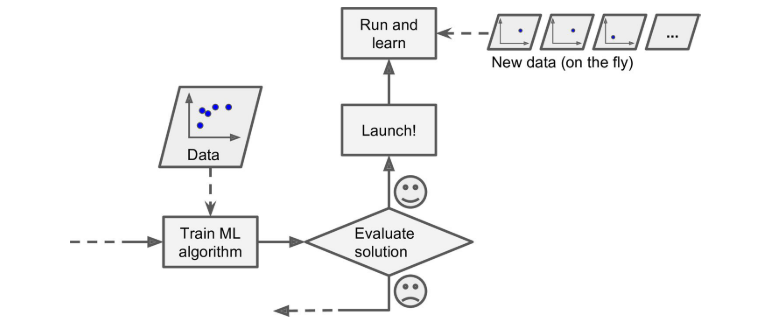 Run and
learn
...
New data (on the fly)
Launch!
Data
Train ML
algorithm
Evaluate
solution